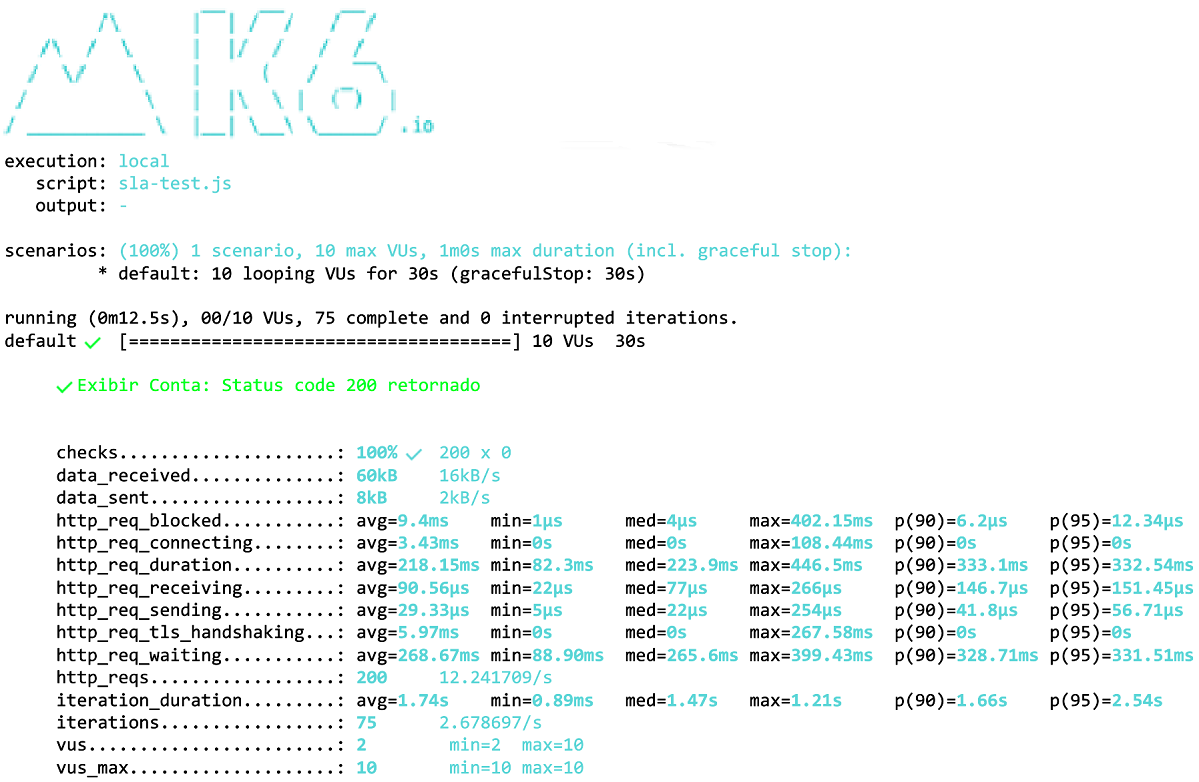 K6
.io
execution: local
script: sla-test.js
output: -
scenarios: (100%) 1 scenario, 10 max VUs, 1m0s max duration (incl. graceful stop):
* default: 10 looping VUs for 30s (gracefulStop: 30s)
running (0m12.5s), 00/10 VUs, 75 complete and 0 interrupted iterations.
default ✓ [=====================================] 10 VUs 30s
✓ Exibir Conta: Status code 200 retornado
checks.....................: 100% ✓ 200 x 0
data_received..............: 60kB 16kB/s
data_sent..................: 8kB 2kB/s
http_req_blocked...........: avg=9.4ms min=1µs med=4µs max=402.15ms p(90)=6.2µs p(95)=12.34µs
http_req_connecting........: avg=3.43ms min=0s med=0s max=108.44ms p(90)=0s p(95)=0s
http_req_duration..........: avg=218.15ms min=82.3ms med=223.9ms max=446.5ms p(90)=333.1ms p(95)=332.54ms
http_req_receiving.........: avg=90.56µs min=22µs med=77µs max=266µs p(90)=146.7µs p(95)=151.45µs
http_req_sending...........: avg=29.33µs min=5µs med=22µs max=254µs p(90)=41.8µs p(95)=56.71µs
http_req_tls_handshaking...: avg=5.97ms min=0s med=0s max=267.58ms p(90)=0s p(95)=0s
http_req_waiting...........: avg=268.67ms min=88.90ms med=265.6ms max=399.43ms p(90)=328.71ms p(95)=331.51ms
http_reqs..................: 200 12.241709/s
iteration_duration.........: avg=1.74s min=0.89ms med=1.47s max=1.21s p(90)=1.66s p(95)=2.54s
iterations.................: 75 2.678697/s
vus........................: 2 min=2 max=10
vus_max....................: 10 min=10 max=10